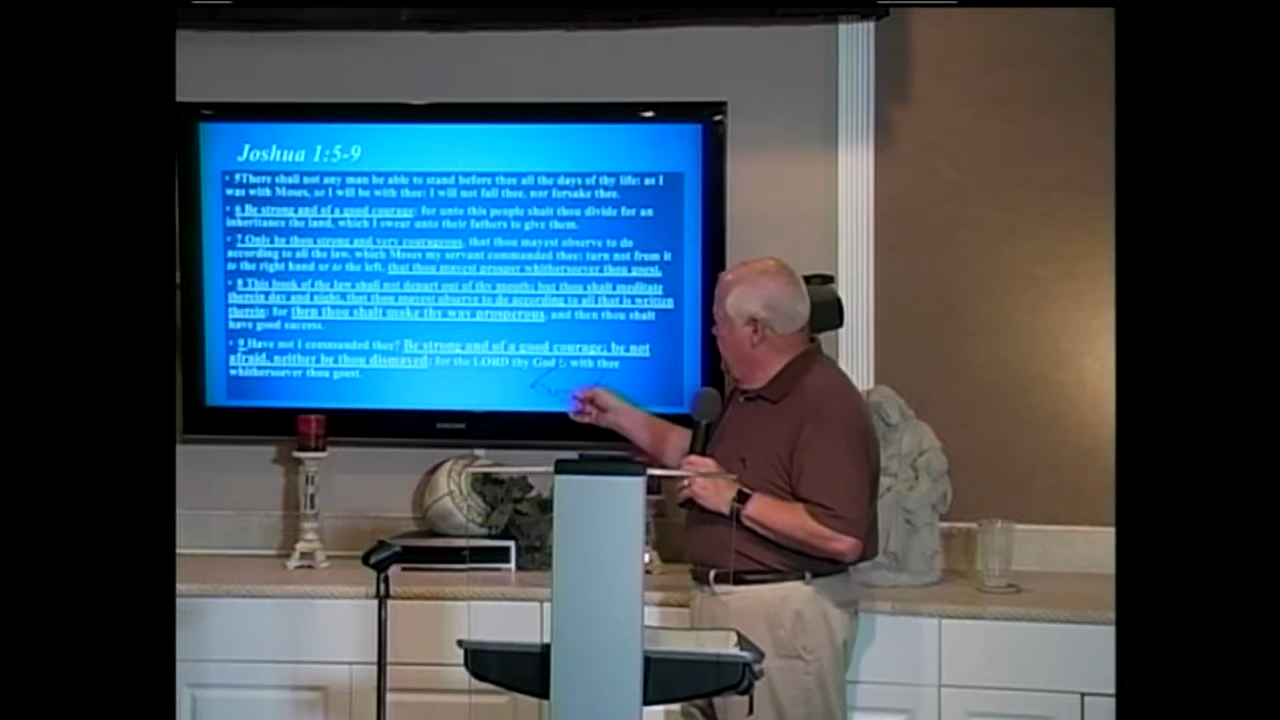 Joshua 1:5-9
• 5There shall not any man be able to stand before thee all the days of thy life: as I
was with Moses, so I will be with thee: I will not fail thee, nor forsake thee.
• 6 Be strong and of a good courage: for unto this people shalt thou divide for an
inheritance the land, which I swear unto their fathers to give them.
• 7 Only be thou strong and very courageous, that thou mayest observe to do
according to all the law, which Moses my servant commanded thee: turn not from it
to the right hand or to the left, that thou mayest prosper whithersoever thou goest.
• 8 This book of the law shall not depart out of thy mouth; but thou shalt meditate
therein day and night, that thou mayest observe to do according to all that is written
therein: for then thou shalt make thy way prosperous, and then thou shalt
have good success.
• 9 Have not I commanded thee? Be strong and of a good courage; be not
afraid, neither be thou dismayed: for the LORD thy God is with thee
whithersoever thou goest.
SAMSUNG